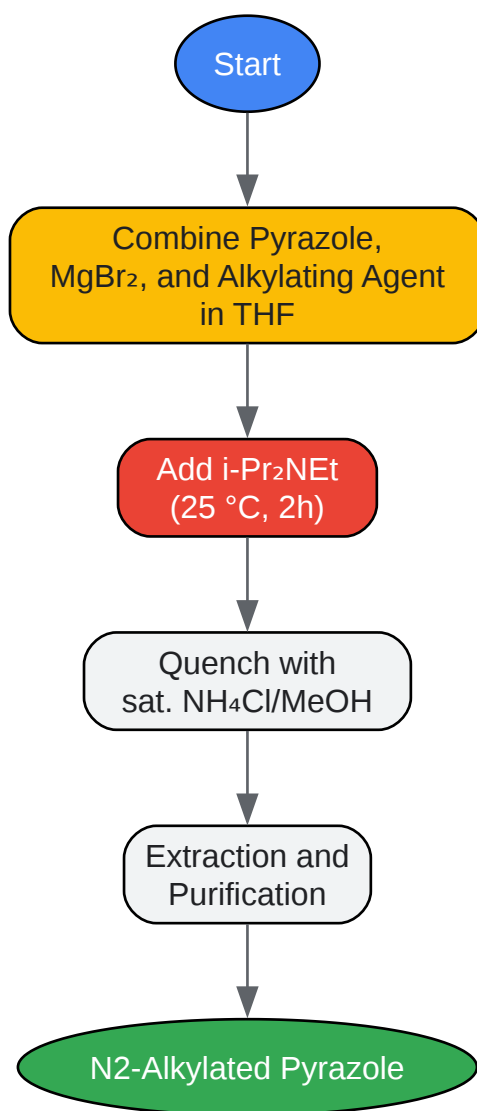 Start
Combine Pyrazole,
MgBr₂, and Alkylating Agent
in THF
Add i-Pr₂NEt
(25 °C, 2h)
Quench with
sat. NH₄Cl/MeOH
Extraction and
Purification
N2-Alkylated Pyrazole